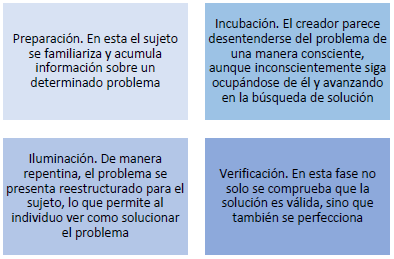 Preparación. En esta el sujeto
se familiariza y acumula
información sobre un
determinado problema
Incubación. El creador parece
desentenderse del problema de
una manera consciente,
aunque inconscientemente siga
ocupándose de él y avanzando
en la búsqueda de solución
Iluminación. De manera
repentina, el problema se
presenta reestructurado para el
sujeto, lo que permite al
individuo ver como solucionar
el problema
Verificación. En esta fase no
solo se comprueba que la
solución es válida, sino que
también se perfecciona